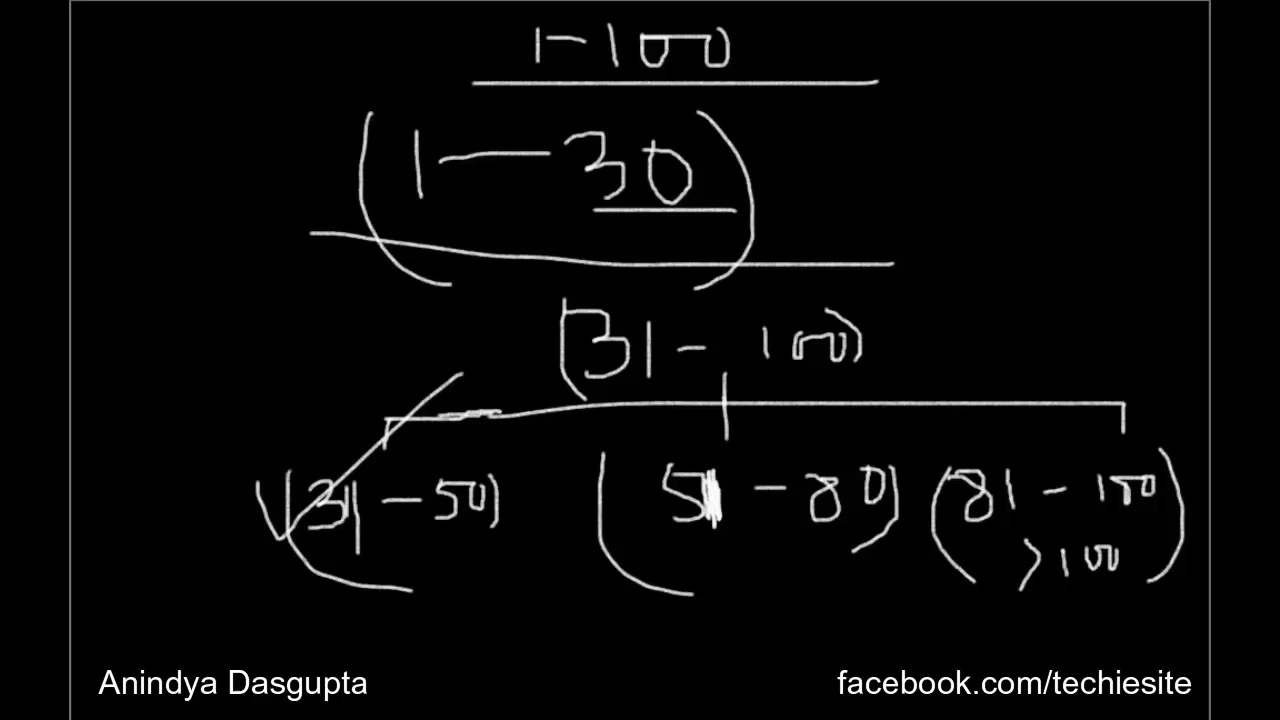 1-100
(1 — 30)
(31 - 100)
(31 - 50) (51 - 80) (81 - 100
>100)
Anindya Dasgupta facebook.com/techiesite